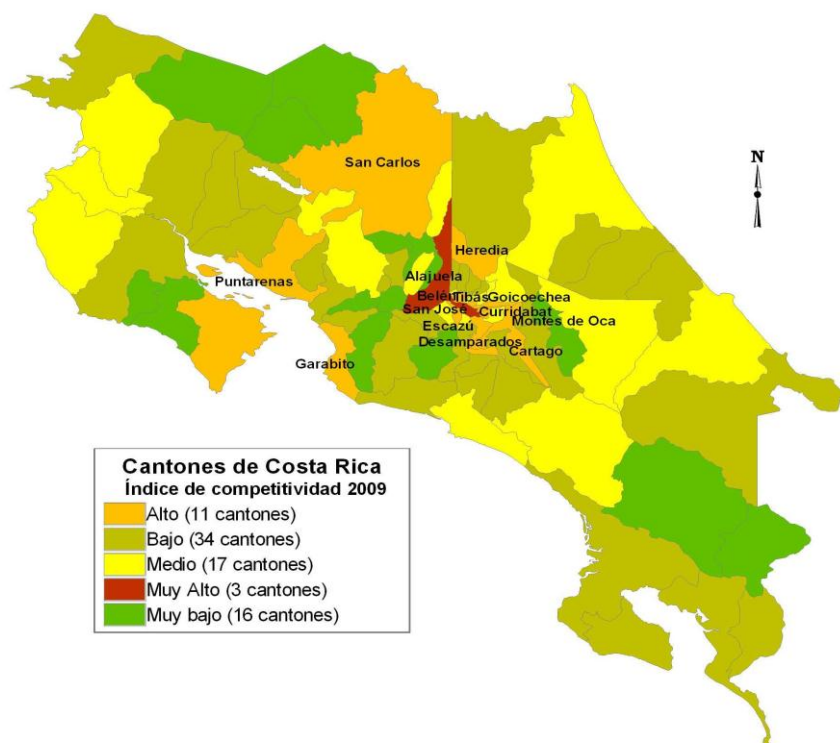 N
San Carlos
Heredia
Alajuela
Puntarenas
Belén
Tibás
Goicoechea
San José
Curridabat
Escazú
Montes de Oca
Desamparados
Cartago
Garabito
Cantones de Costa Rica
Índice de competitividad 2009
Alto (11 cantones)
Bajo (34 cantones)
Medio (17 cantones)
Muy Alto (3 cantones)
Muy bajo (16 cantones)